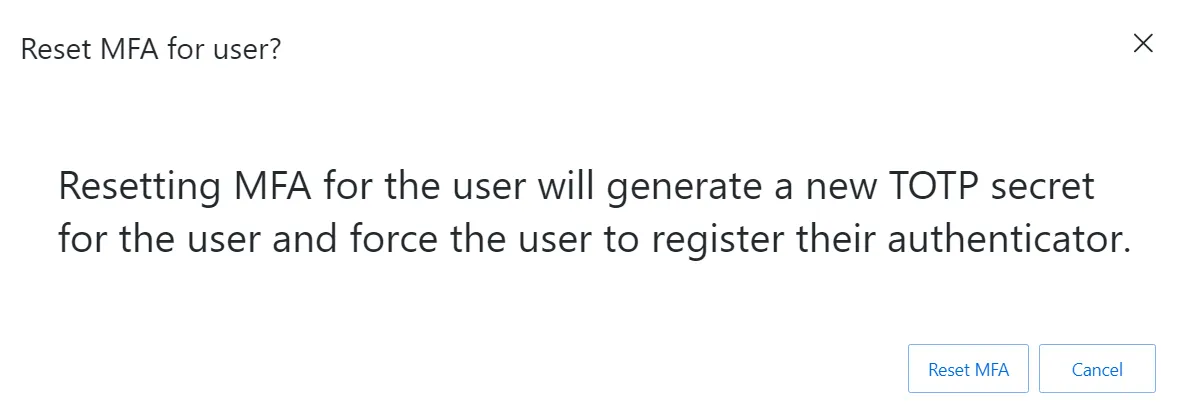 Reset MFA for user?
Resetting MFA for the user will generate a new TOTP secret
for the user and force the user to register their authenticator.
Reset MFA
Cancel